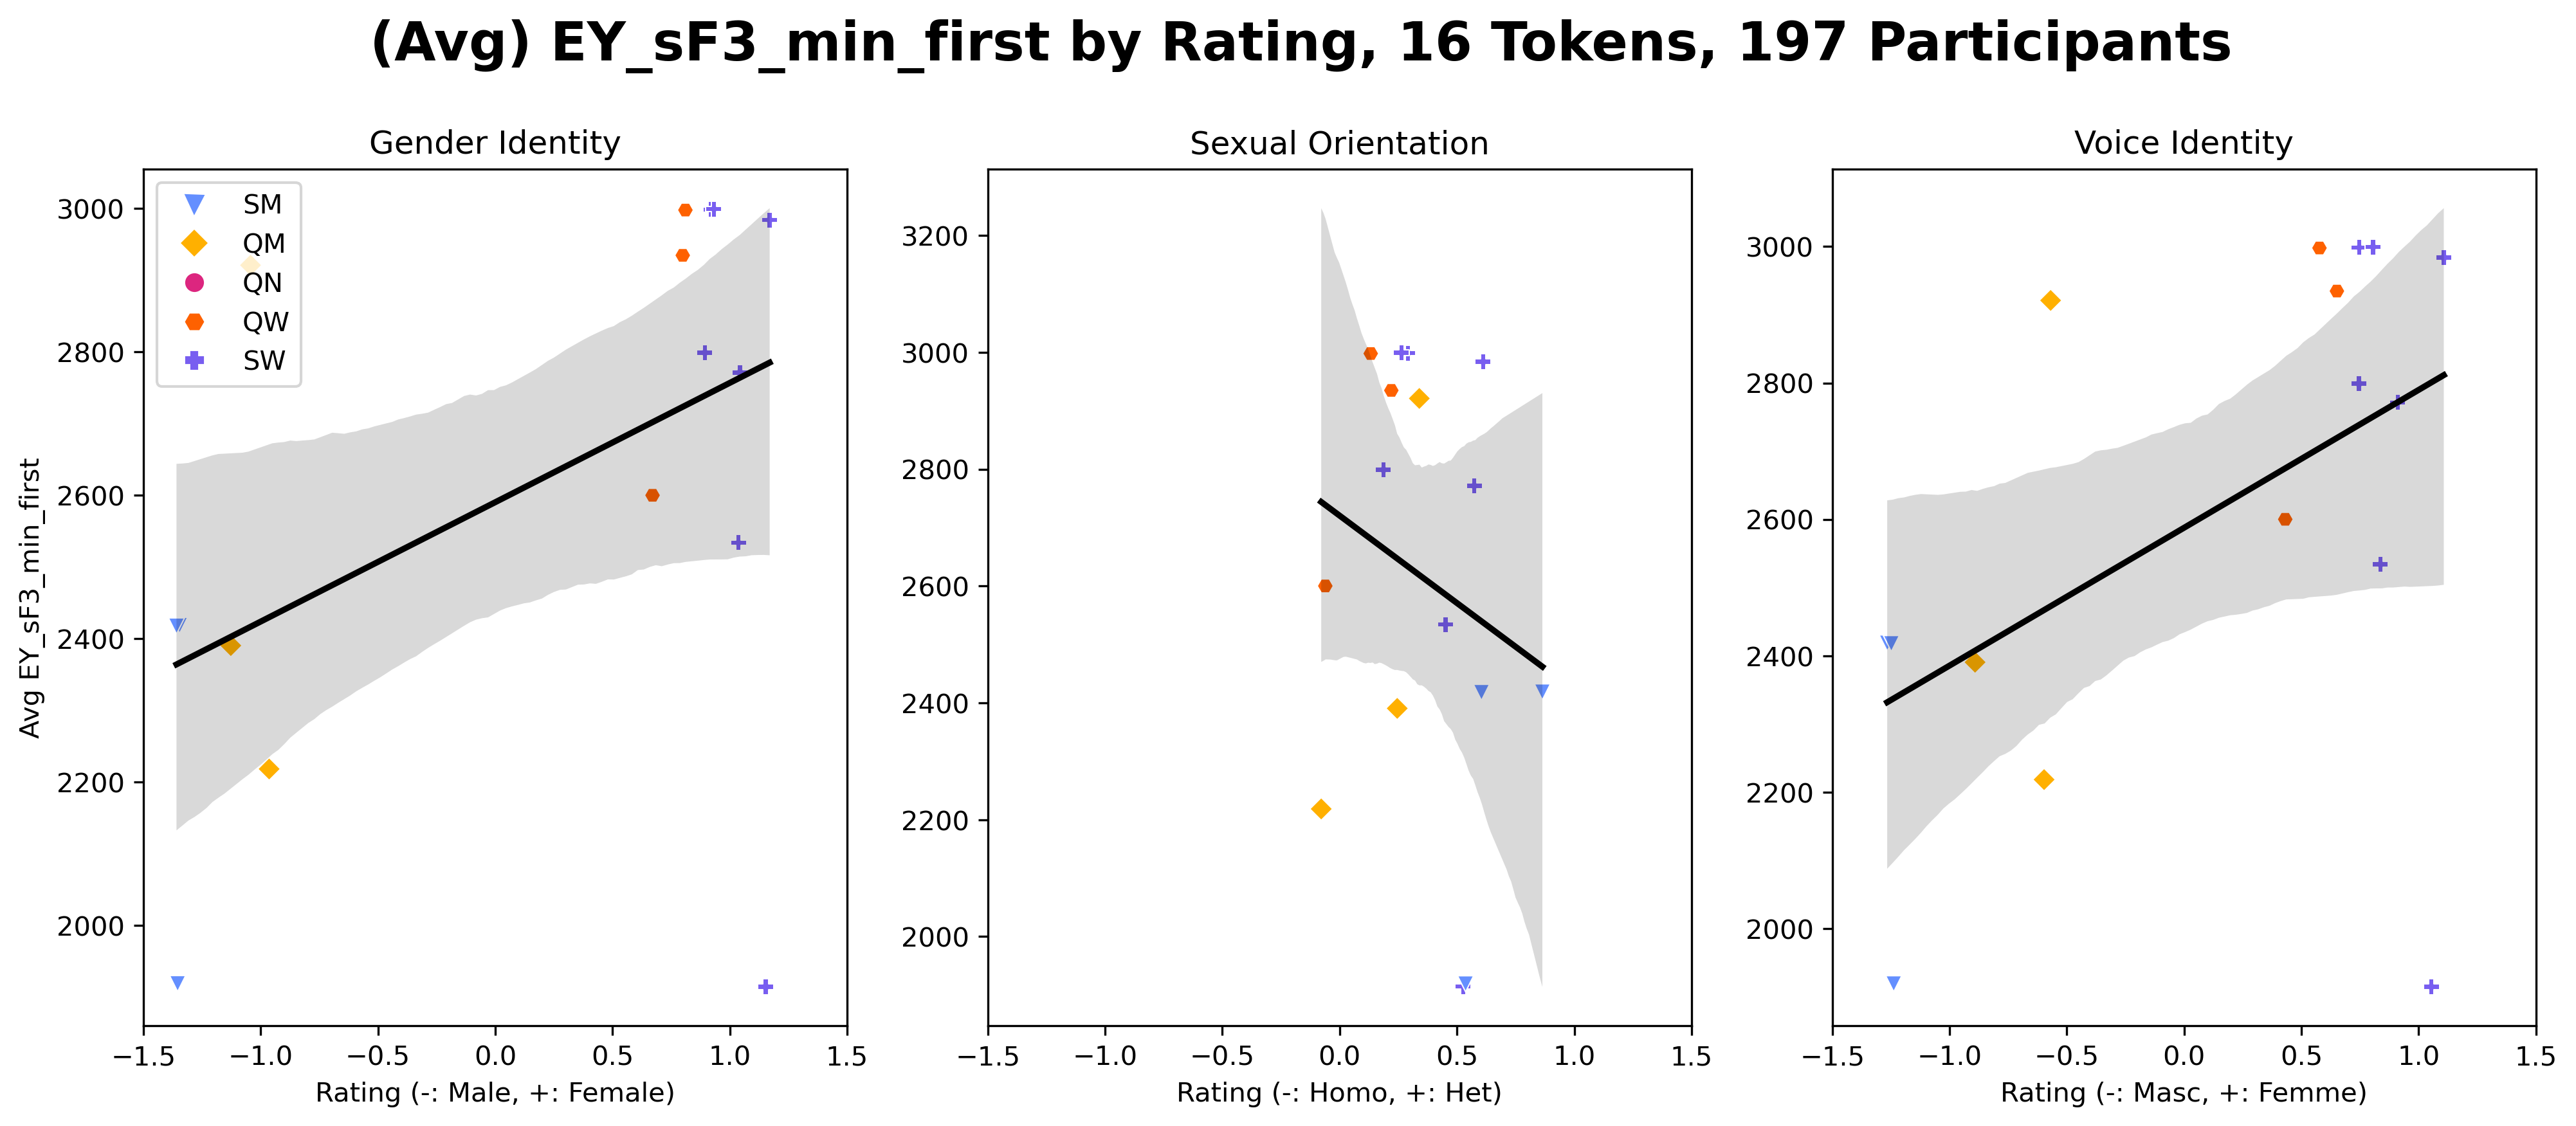 (Avg) EY_sF3_min_first by Rating, 16 Tokens, 197 Participants
Gender Identity
Sexual Orientation
Voice Identity
SM
QM
QN
QW
SW
Avg EY_sF3_min_first
3000
2800
2600
2400
2200
2000
3200
3000
2800
2600
2400
2200
2000
3000
2800
2600
2400
2200
2000
−1.5 −1.0 −0.5 0.0 0.5 1.0 1.5
−1.5 −1.0 −0.5 0.0 0.5 1.0 1.5
−1.5 −1.0 −0.5 0.0 0.5 1.0 1.5
Rating (-: Male, +: Female)
Rating (-: Homo, +: Het)
Rating (-: Masc, +: Femme)